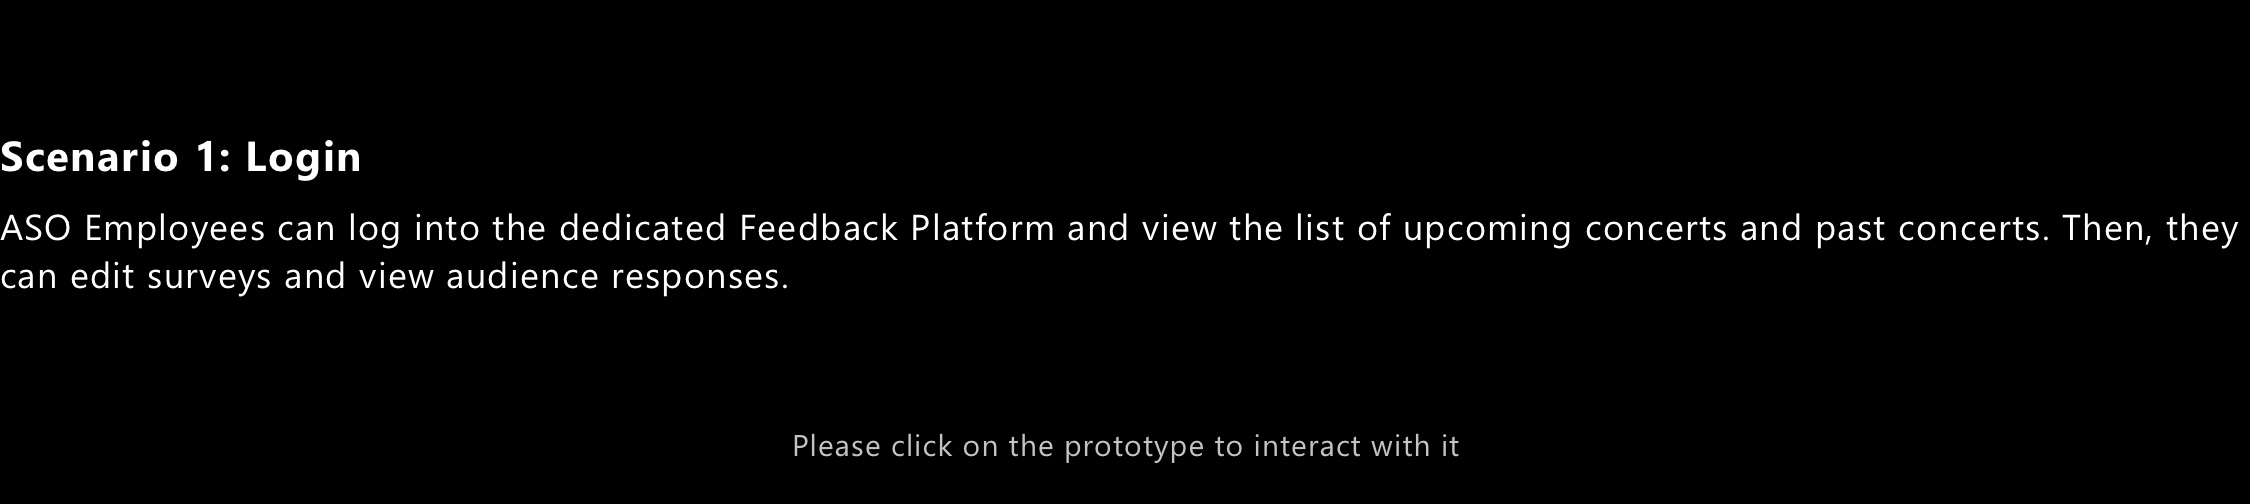 Scenario 1: Login
ASO Employees can log into the dedicated Feedback Platform and view the list of upcoming concerts and past concerts. Then, they
can edit surveys and view audience responses.
Please click on the prototype to interact with it